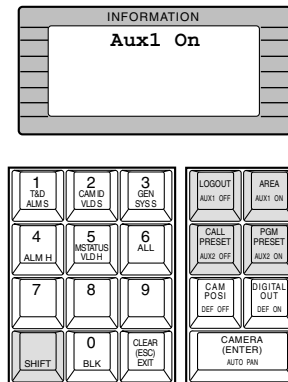 INFORMATION
Aux1 On
1
T&D
ALM S
2
CAM ID
VLD S
3
GEN
SYS S
LOGOUT
AUX1 OFF
AREA
AUX1 ON
4
ALM H
5
MSTATUS
VLD H
6
ALL
CALL
PRESET
AUX2 OFF
PGM
PRESET
AUX2 ON
7
8
9
CAM
POSI
DEF OFF
DIGITAL
OUT
DEF ON
SHIFT
0
BLK
CLEAR
(ESC)
EXIT
CAMERA
(ENTER)
AUTO PAN